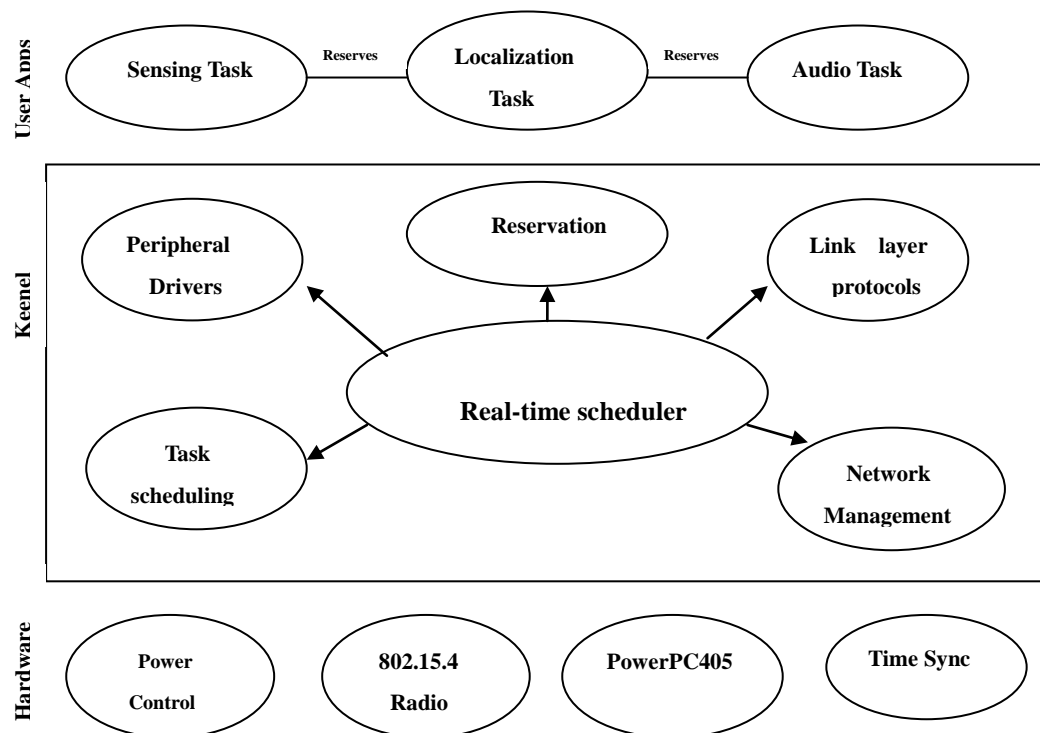 User Apps
Sensing Task
Reserves
Localization
Task
Reserves
Audio Task
Keenel
Peripheral
Drivers
Reservation
Link layer
protocols
Real-time scheduler
Task
scheduling
Network
Management
Hardware
Power
Control
802.15.4
Radio
PowerPC405
Time Sync